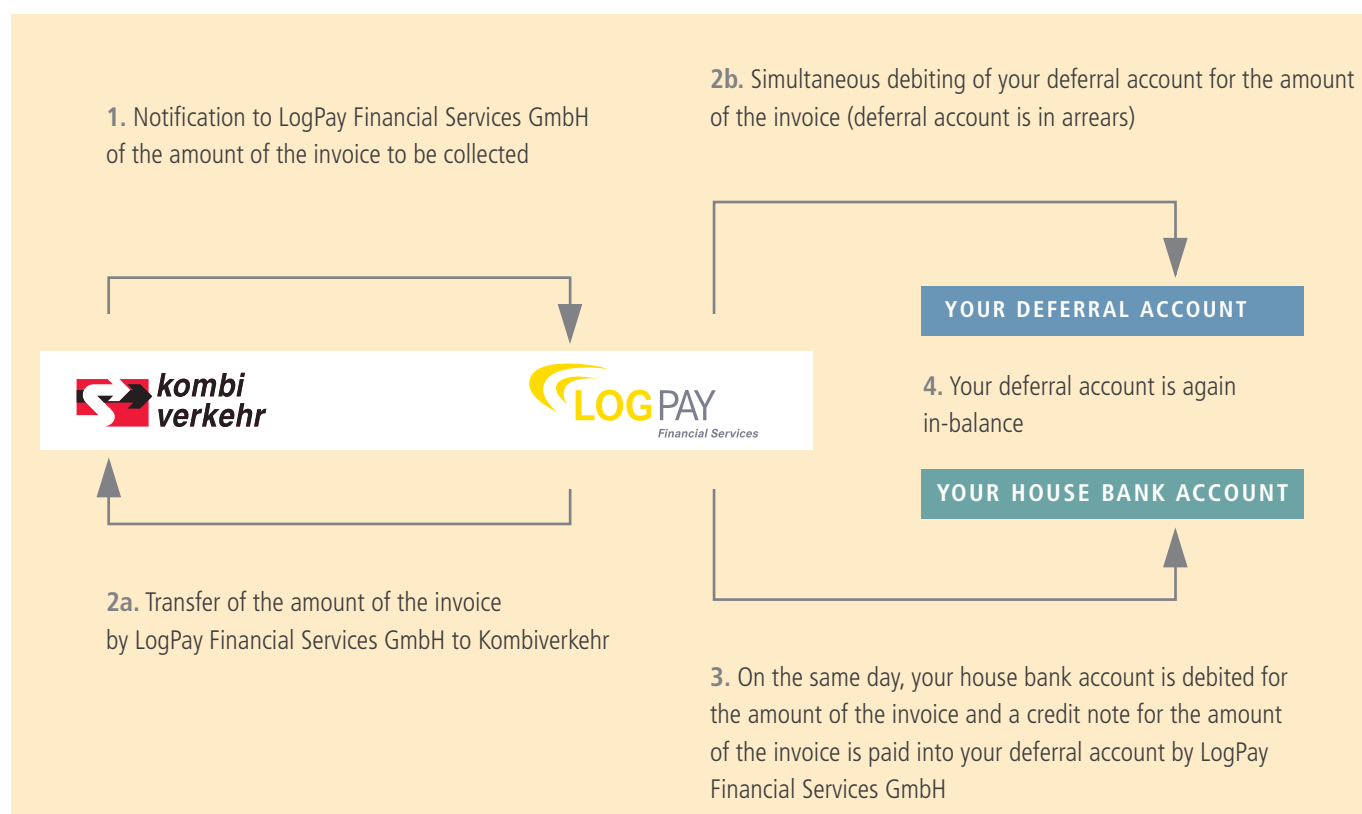 1. Notification to LogPay Financial Services GmbH
of the amount of the invoice to be collected
2b. Simultaneous debiting of your deferral account for the amount
of the invoice (deferral account is in arrears)
YOUR DEFERRAL ACCOUNT
kombi
verkehr
LOGPAY
Financial Services
4. Your deferral account is again
in-balance
YOUR HOUSE BANK ACCOUNT
2a. Transfer of the amount of the invoice
by LogPay Financial Services GmbH to Kombiverkehr
3. On the same day, your house bank account is debited for
the amount of the invoice and a credit note for the amount
of the invoice is paid into your deferral account by LogPay
Financial Services GmbH